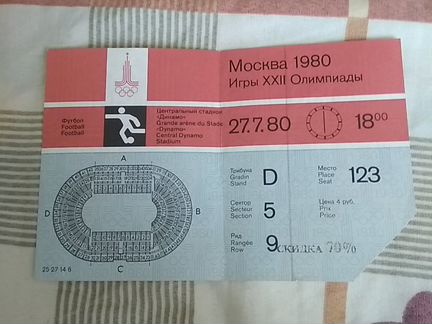 Москва 1980
Игры XXII Олимпиады
Футбол
Football
Football
Центральный стадион
«Динамо»
Grande arène du Stade
«Dynamo»
Central Dynamo
Stadium
27.7.80
18 00
A
D
B
C
25 27 14 6
Трибуна
Gradin
Stand
D
Место
Place
Seat
123
Сектор
Secteur
Section
5
Цена 4 руб.
Prix
Price
Ряд
Rangée
Row
9
СКИДКА 70%